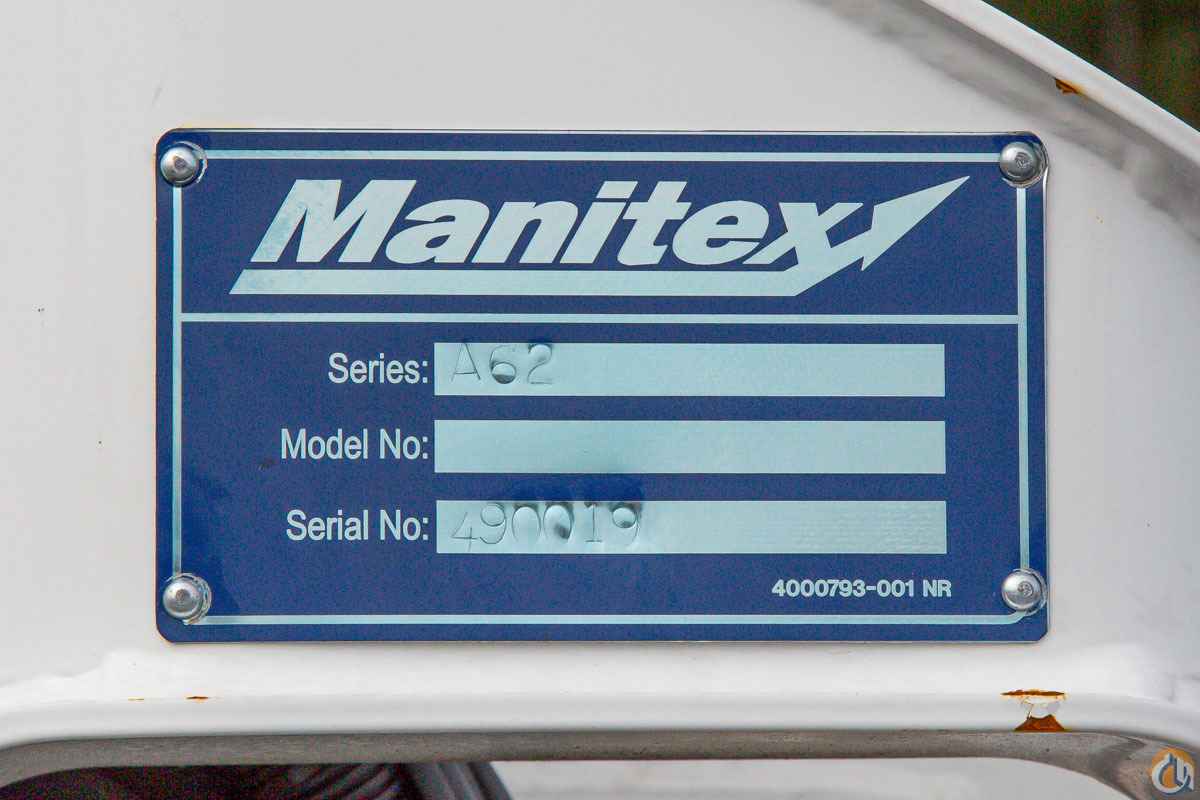 Manitex
Series: A62
Model No:
Serial No: 490019
4000793-001 NR